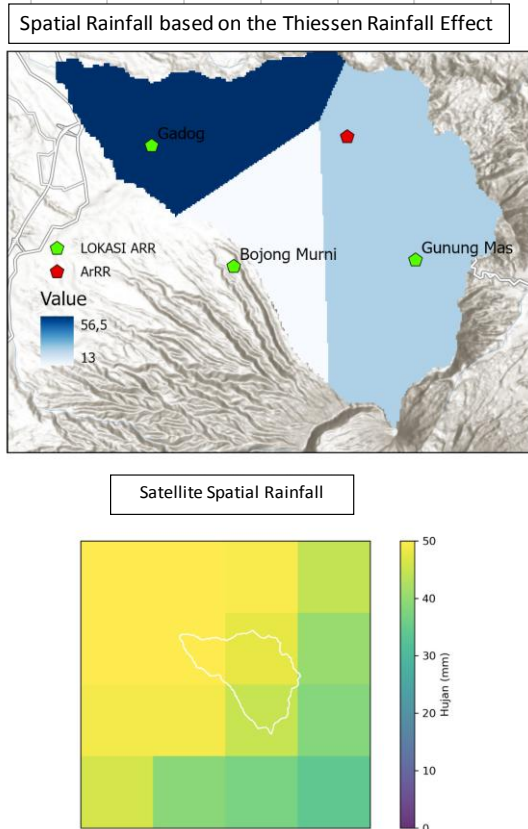 Spatial Rainfall based on the Thiessen Rainfall Effect
Gadog
LOKASI ARR
ArRR
Value
56,5
13
Bojong Murni
Gunung Mas
Satellite Spatial Rainfall
50
40
30
20
10
0
Hujan (mm)